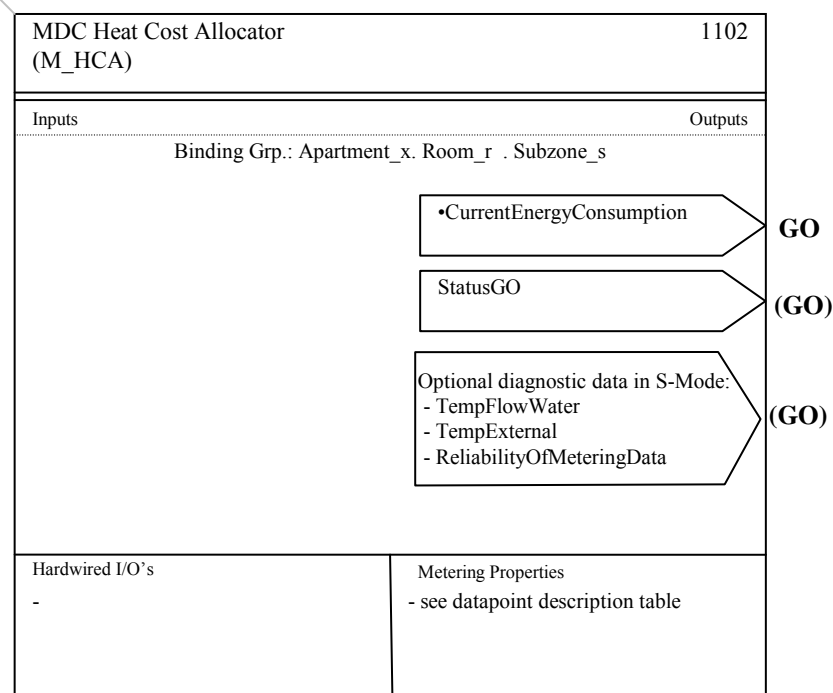 MDC Heat Cost Allocator 1102
(M_HCA)
Inputs Outputs
Binding Grp.: Apartment_x. Room_r . Subzone_s
•CurrentEnergyConsumption GO
StatusGO (GO)
Optional diagnostic data in S-Mode:
- TempFlowWater
- TempExternal (GO)
- ReliabilityOfMeteringData
Hardwired I/O’s
-
Metering Properties
- see datapoint description table